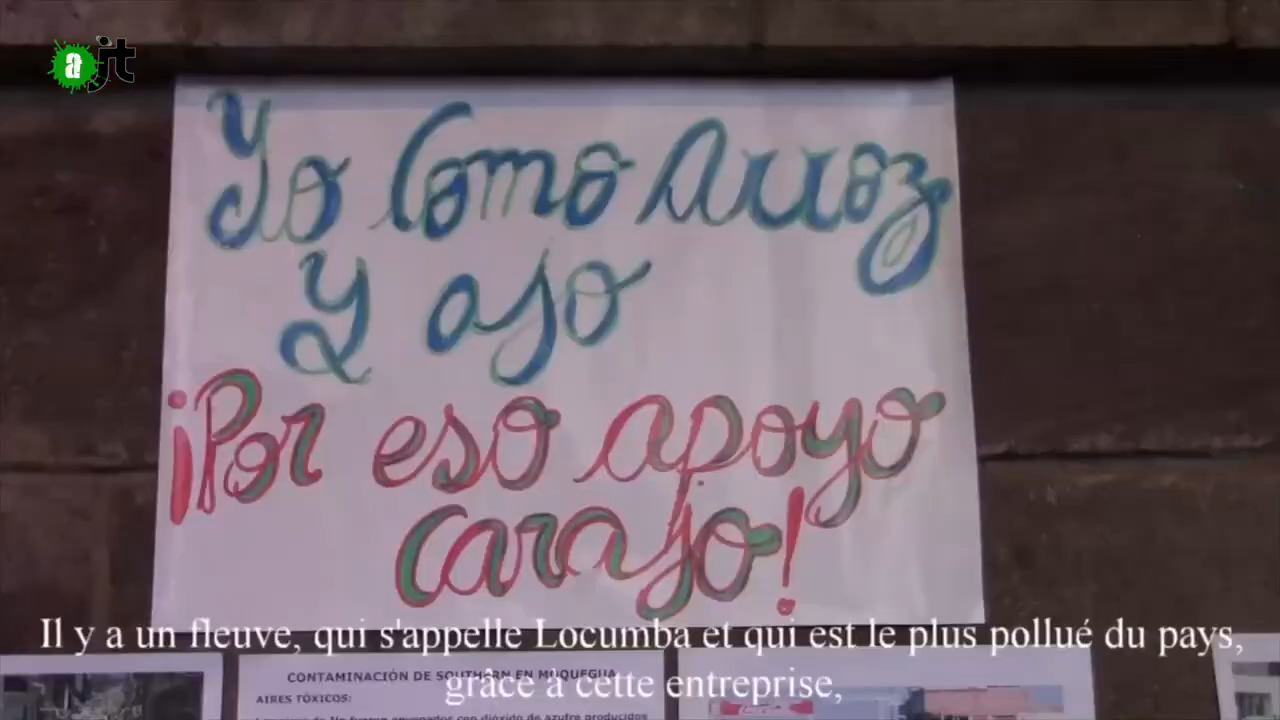 a jt
Yo Como Arroz
Y ajo
¡Por eso apoyo
carajo!
Il y a un fleuve, qui s'appelle Locumba et qui est le plus pollué du pays,
grâce à cette entreprise,
CONTAMINACIÓN DE SOUTHERN EN MOQUEGUA
AIRES TÓXICOS: